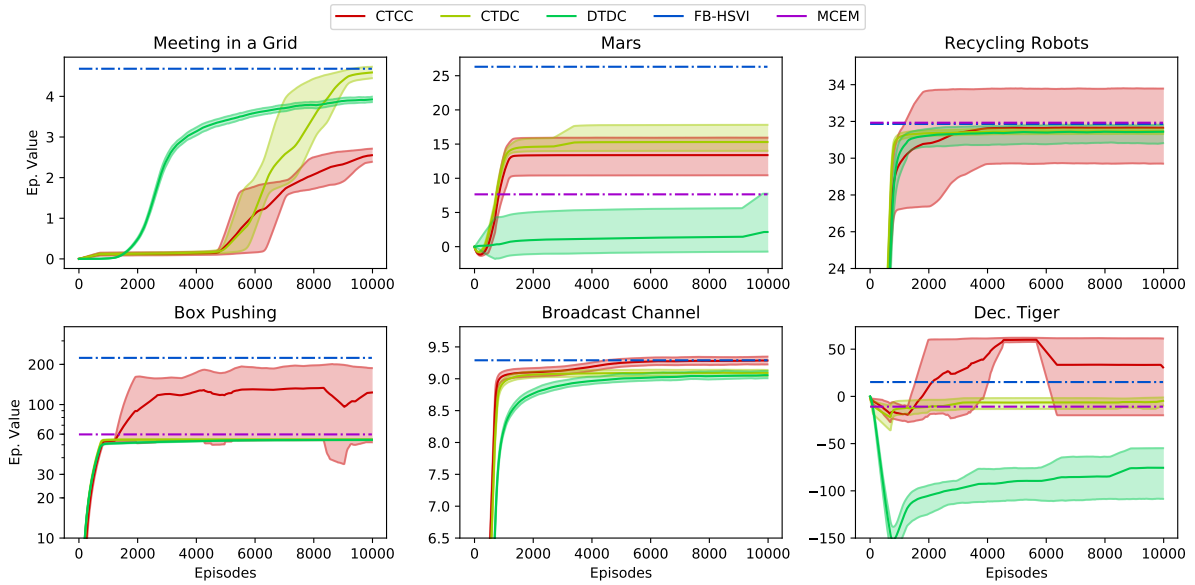 CTCC CTDC DTDC FB-HSVI MCEM
Meeting in a Grid Mars Recycling Robots
Ep. Value
4
3
2
1
0
0 2000 4000 6000 8000 10000
25
20
15
10
5
0
0 2000 4000 6000 8000 10000
34
32
30
28
26
24
0 2000 4000 6000 8000 10000
Box Pushing Broadcast Channel Dec. Tiger
Ep. Value
200
100
60
30
20
10
0 2000 4000 6000 8000 10000
Episodes
9.5
9.0
8.5
8.0
7.5
7.0
6.5
0 2000 4000 6000 8000 10000
Episodes
50
0
−50
−100
−150
0 2000 4000 6000 8000 10000
Episodes